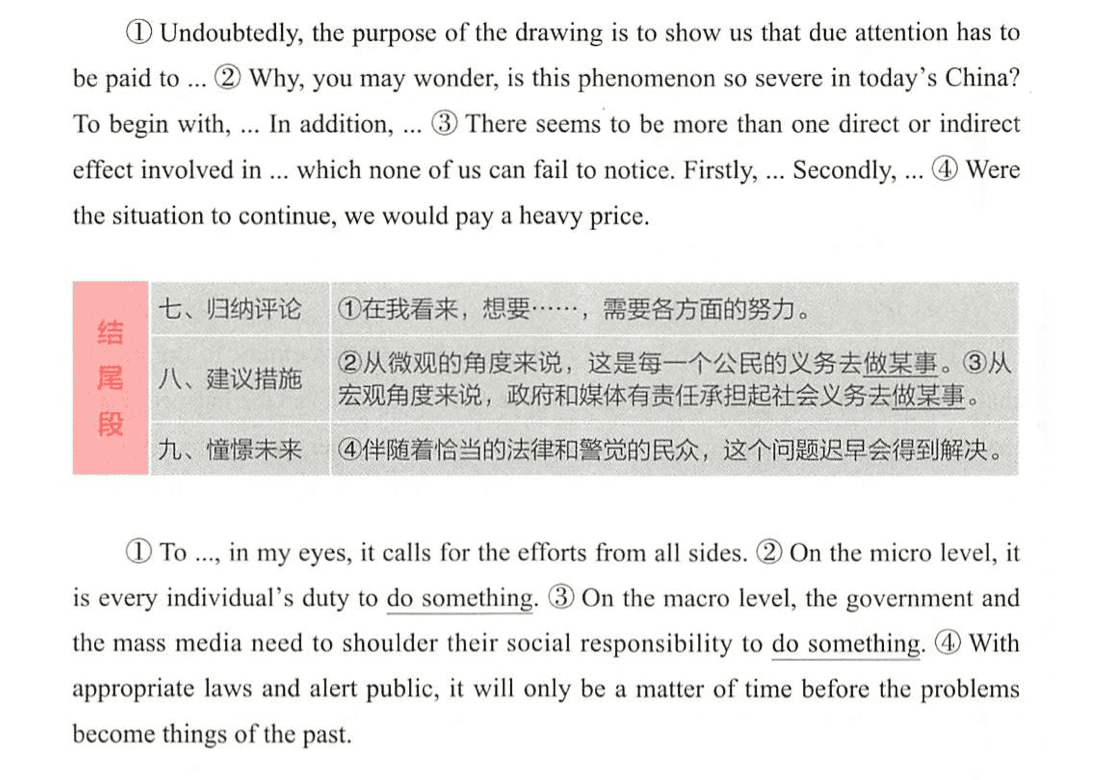 ① Undoubtedly, the purpose of the drawing is to show us that due attention has to
be paid to ... ② Why, you may wonder, is this phenomenon so severe in today's China?
To begin with, ... In addition, ... ③ There seems to be more than one direct or indirect
effect involved in ... which none of us can fail to notice. Firstly, ... Secondly, ... ④ Were
the situation to continue, we would pay a heavy price.
结尾段
七、归纳评论 ①在我看来，想要……，需要各方面的努力。
八、建议措施 ②从微观的角度来说，这是每一个公民的义务去做某事。③从
宏观角度来说，政府和媒体有责任承担起社会义务去做某事。
九、憧憬未来 ④伴随着恰当的法律和警觉的民众，这个问题迟早会得到解决。
① To ..., in my eyes, it calls for the efforts from all sides. ② On the micro level, it
is every individual's duty to do something. ③ On the macro level, the government and
the mass media need to shoulder their social responsibility to do something. ④ With
appropriate laws and alert public, it will only be a matter of time before the problems
become things of the past.